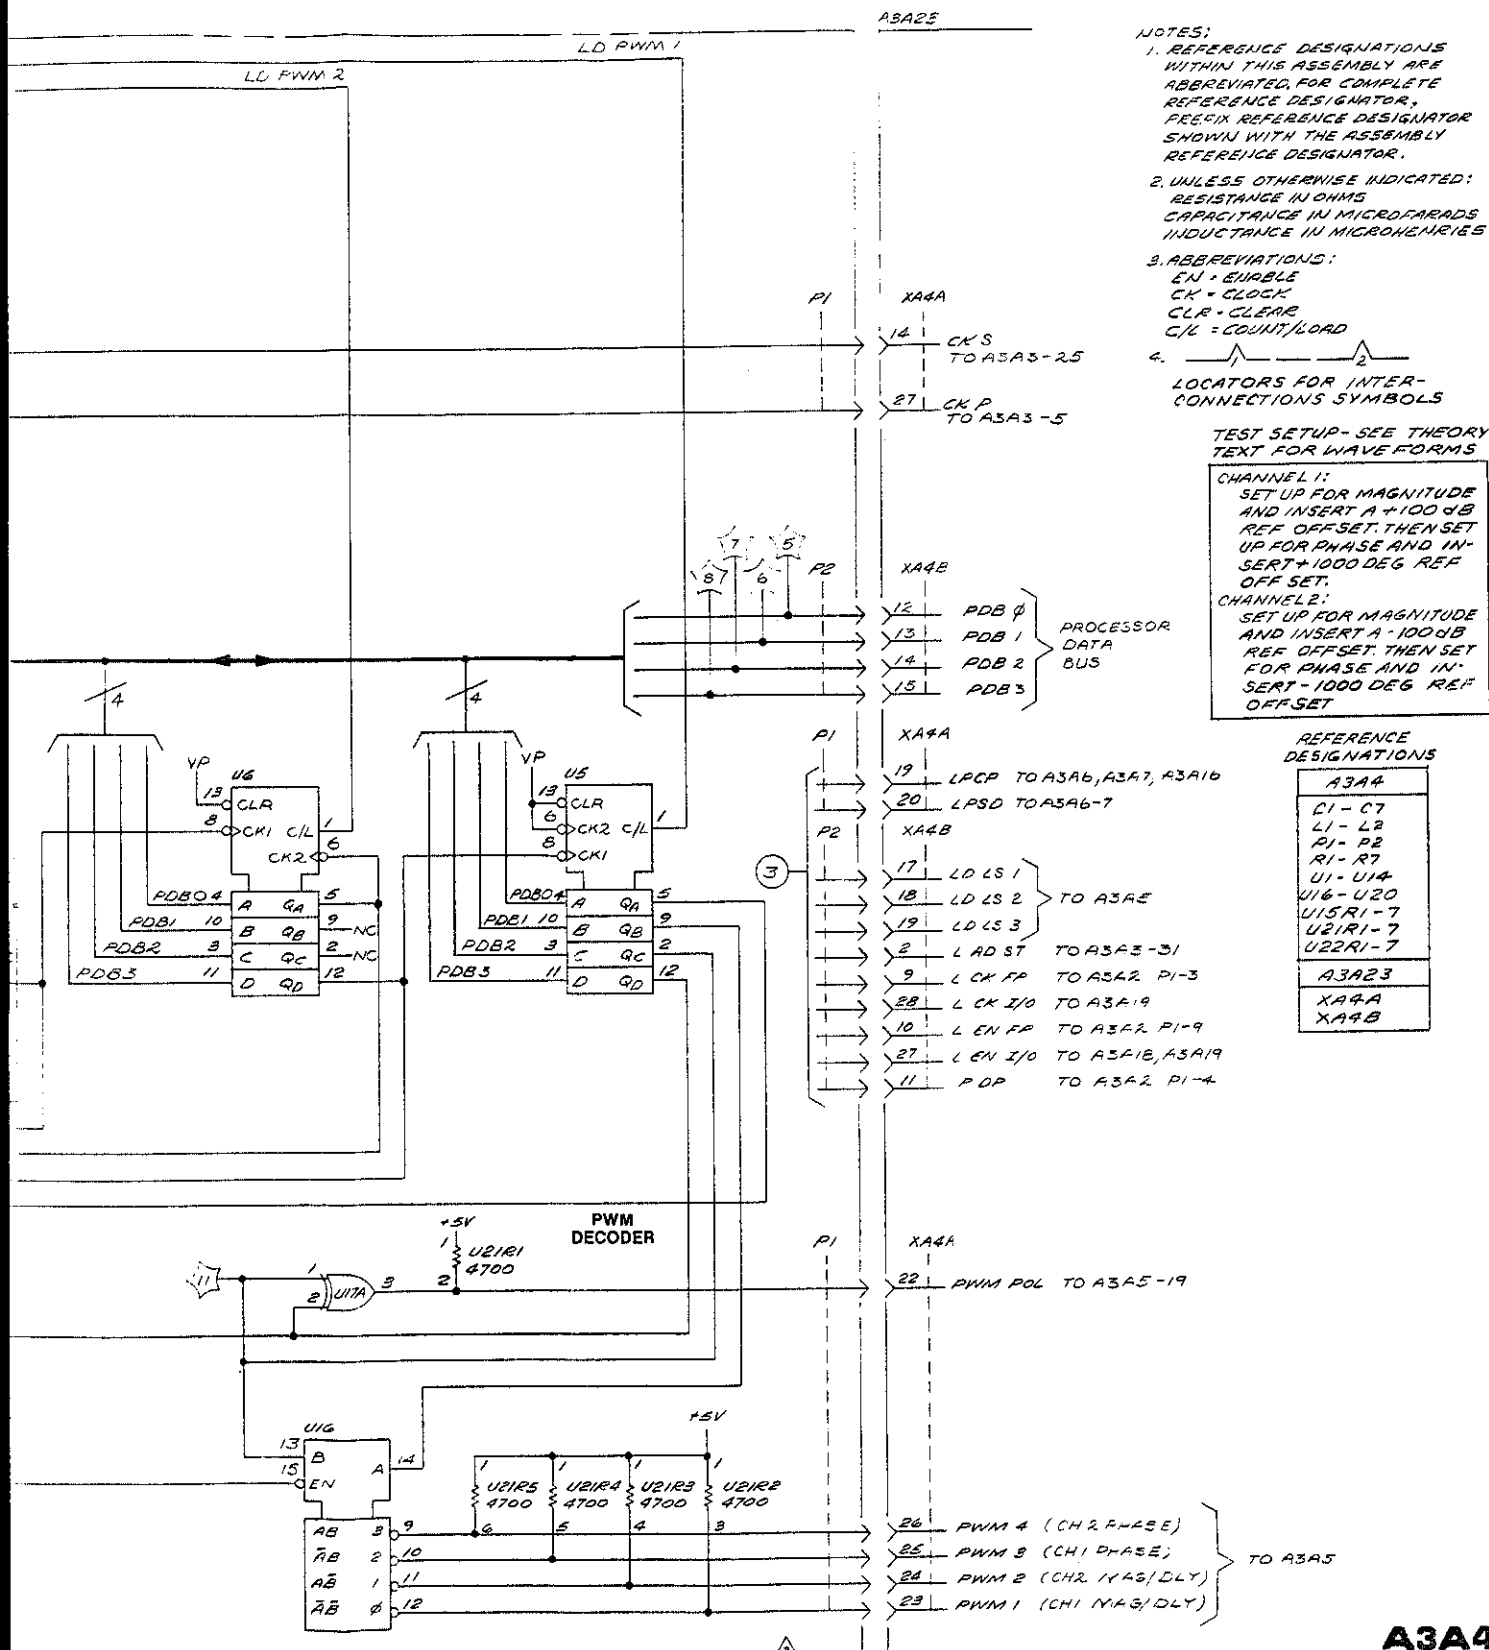 A3A23
LD PWM 1
LD PWM 2
NOTES:
1. REFERENCE DESIGNATIONS
WITHIN THIS ASSEMBLY ARE
ABBREVIATED. FOR COMPLETE
REFERENCE DESIGNATOR,
PREFIX REFERENCE DESIGNATOR
SHOWN WITH THE ASSEMBLY
REFERENCE DESIGNATOR.
2. UNLESS OTHERWISE INDICATED:
RESISTANCE IN OHMS
CAPACITANCE IN MICROFARADS
INDUCTANCE IN MICROHENRIES
3. ABBREVIATIONS:
EN = ENABLE
CK = CLOCK
CLR = CLEAR
C/L = COUNT/LOAD
4. 1 2
LOCATORS FOR INTER-
CONNECTIONS SYMBOLS
TEST SETUP - SEE THEORY
TEXT FOR WAVEFORMS
CHANNEL 1:
SET UP FOR MAGNITUDE
AND INSERT A +100 dB
REF OFFSET. THEN SET
UP FOR PHASE AND IN-
SERT +1000 DEG REF
OFF SET.
CHANNEL 2:
SET UP FOR MAGNITUDE
AND INSERT A -100 dB
REF OFFSET. THEN SET
FOR PHASE AND IN-
SERT -1000 DEG REF
OFFSET
REFERENCE
DESIGNATIONS
A3A4
C1 - C7
L1 - L2
P1 - P2
R1 - R7
U1 - U14
U16 - U20
U15R1 - 7
U21R1 - 7
U22R1 - 7
A3A23
XA4A
XA4B
P1 XA4A
14 CK S
TO A3A3-25
27 CK P
TO A3A3-5
8 7 6 5
P2 XA4B
12 PDB Ø
13 PDB 1
14 PDB 2
15 PDB 3
PROCESSOR
DATA
BUS
4
4
P1 XA4A
19 LPCP TO A3A6, A3A7, A3A16
20 LPSD TO A3A6-7
P2 XA4B
3
17 LD LS 1
18 LD LS 2
19 LD LS 3
TO A3A5
2 L AD ST TO A3A3-31
9 L CK FP TO A3A2 P1-3
28 L CK I/O TO A3A19
10 L EN FP TO A3A2 P1-9
27 L EN I/O TO A3A18, A3A19
11 PDP TO A3A2 P1-4
VP
U6
13 CLR
8 CK1 C/L 1
CK2 6
PDB0 4 A QA 5
PDB1 10 B QB 9 NC
PDB2 3 C QC 2 NC
PDB3 11 D QD 12
VP
U5
13 CLR
6 CK2 C/L 1
8 CK1
PDB0 4 A QA 5
PDB1 10 B QB 9
PDB2 3 C QC 2
PDB3 11 D QD 12
PWM
DECODER
+5V
1 U21R1
4700
2
11
1
2 U17A 3
P1 XA4A
22 PWM POL TO A3A5-19
U16
13 B
A 14
15 EN
AB 3 9
A̅B 2 10
AB̅ 1 11
A̅B̅ Ø 12
+5V
1 1 1 1
U21R5 U21R4 U21R3 U21R2
4700 4700 4700 4700
6 5 4 3
26 PWM 4 (CH2 PHASE)
25 PWM 3 (CH1 PHASE)
24 PWM 2 (CH2 MAG/DLY)
23 PWM 1 (CH1 MAG/DLY)
TO A3A5
A3A4